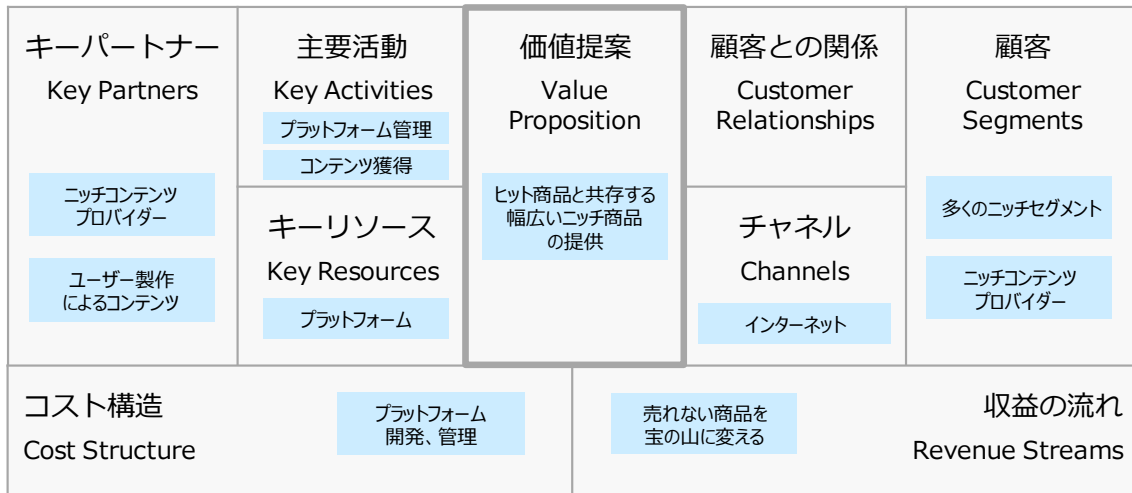 キーパートナー
Key Partners
ニッチコンテンツ
プロバイダー
ユーザー製作
によるコンテンツ
主要活動
Key Activities
プラットフォーム管理
コンテンツ獲得
キーリソース
Key Resources
プラットフォーム
価値提案
Value
Proposition
ヒット商品と共存する
幅広いニッチ商品
の提供
顧客との関係
Customer
Relationships
チャネル
Channels
インターネット
顧客
Customer
Segments
多くのニッチセグメント
ニッチコンテンツ
プロバイダー
コスト構造
Cost Structure
プラットフォーム
開発、管理
売れない商品を
宝の山に変える
収益の流れ
Revenue Streams